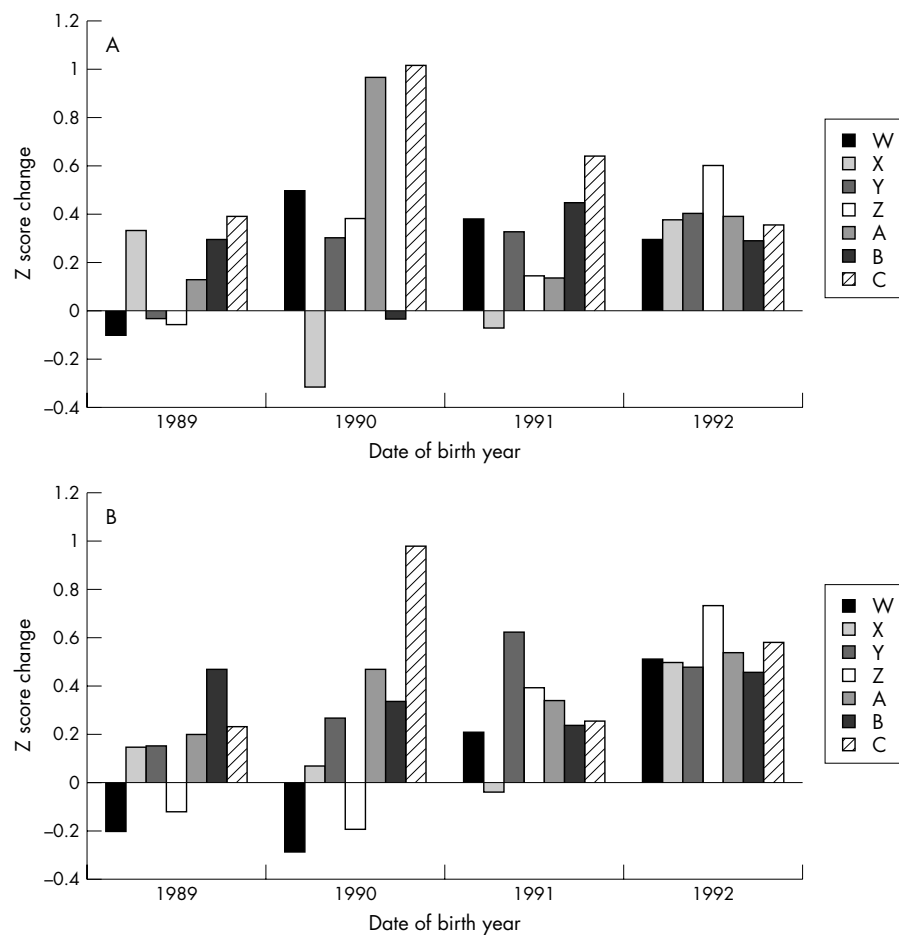 A
1.2
1
0.8
0.6
0.4
0.2
0
−0.2
−0.4
Z score change
1989 1990 1991 1992
Date of birth year
W
X
Y
Z
A
B
C
B
1.2
1
0.8
0.6
0.4
0.2
0
−0.2
−0.4
Z score change
1989 1990 1991 1992
Date of birth year
W
X
Y
Z
A
B
C